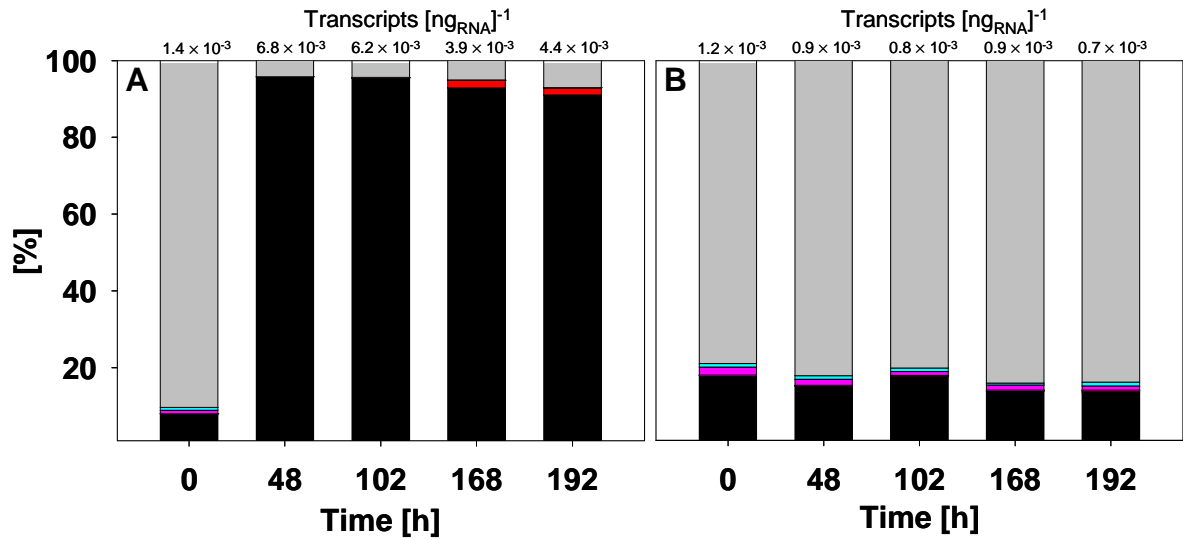 Transcripts [ngRNA]-1 Transcripts [ngRNA]-1
1.4 × 10-3 6.8 × 10-3 6.2 × 10-3 3.9 × 10-3 4.4 × 10-3 1.2 × 10-3 0.9 × 10-3 0.8 × 10-3 0.9 × 10-3 0.7 × 10-3
100
A B
80
60
[%]
40
20
0 48 102 168 192 0 48 102 168 192
Time [h] Time [h]